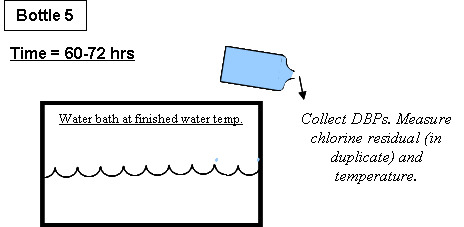 Bottle 5
Time = 60-72 hrs
Water bath at finished water temp.
Collect DBPs. Measure
chlorine residual (in
duplicate) and
temperature.